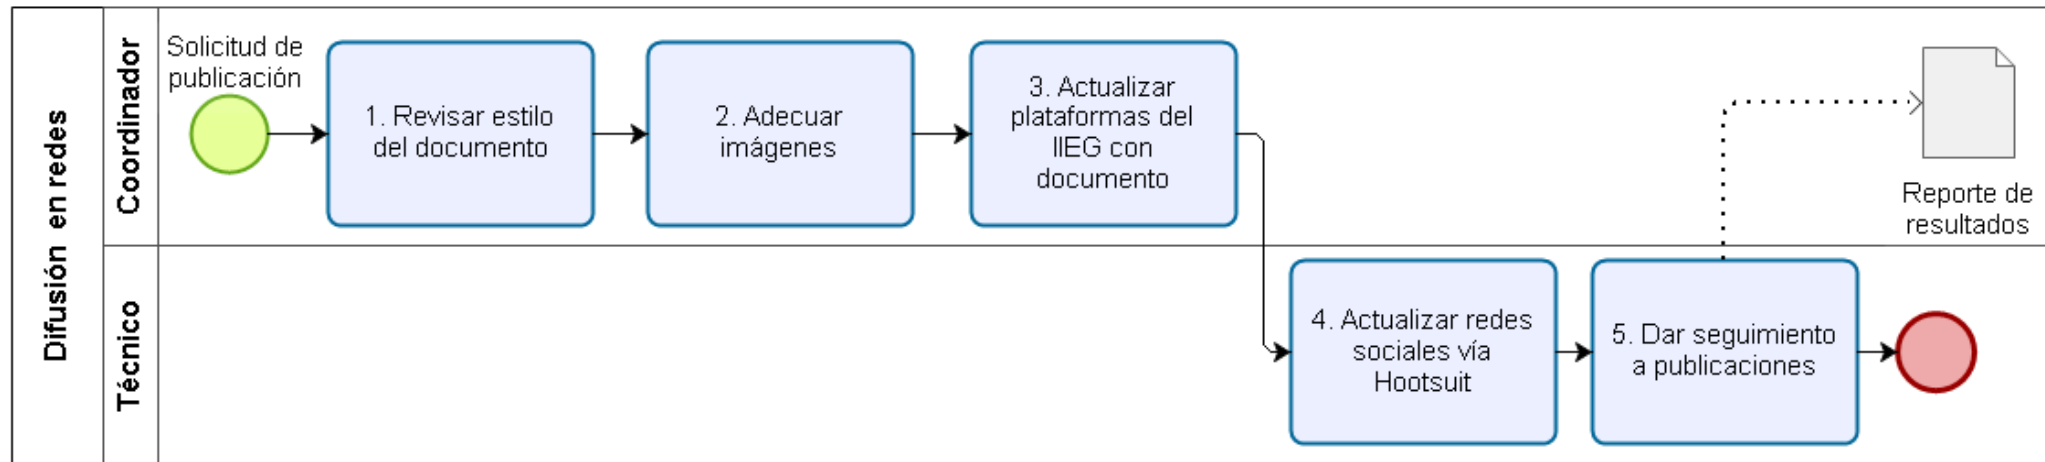 Difusión en redes
Coordinador
Solicitud de
publicación
1. Revisar estilo
del documento
2. Adecuar
imágenes
3. Actualizar
plataformas del
IIEG con
documento
Reporte de
resultados
Técnico
4. Actualizar redes
sociales vía
Hootsuit
5. Dar seguimiento
a publicaciones